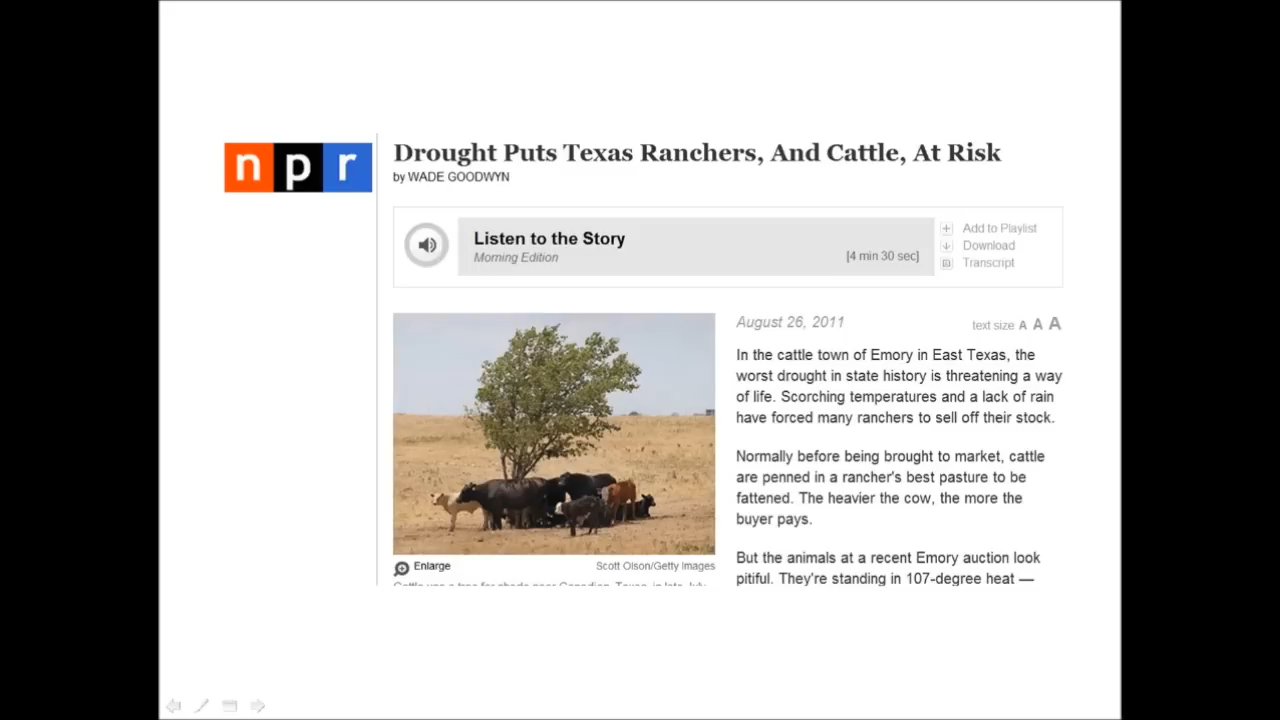 npr
Drought Puts Texas Ranchers, And Cattle, At Risk
by WADE GOODWYN
Listen to the Story
Morning Edition
[4 min 30 sec]
Add to Playlist
Download
Transcript
August 26, 2011
text size A A A
In the cattle town of Emory in East Texas, the
worst drought in state history is threatening a way
of life. Scorching temperatures and a lack of rain
have forced many ranchers to sell off their stock.
Normally before being brought to market, cattle
are penned in a rancher's best pasture to be
fattened. The heavier the cow, the more the
buyer pays.
But the animals at a recent Emory auction look
pitiful. They're standing in 107-degree heat —
Enlarge
Scott Olson/Getty Images